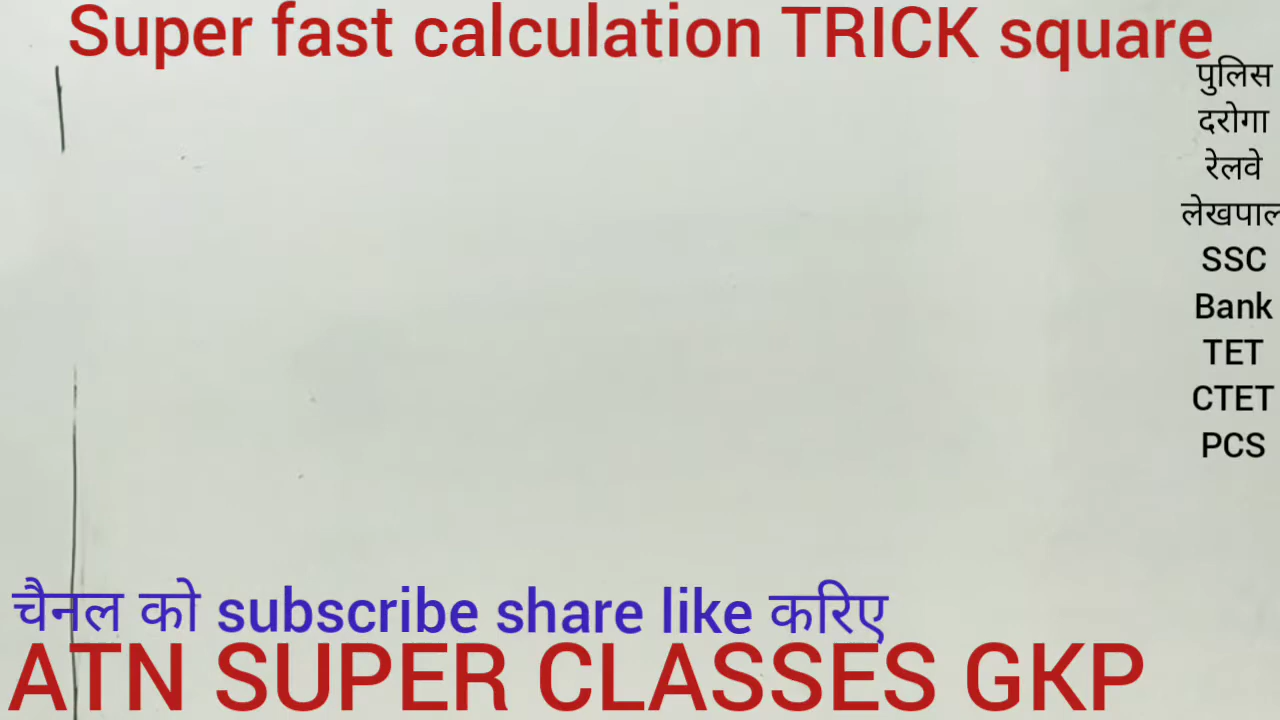 Super fast calculation TRICK square
पुलिस
दरोगा
रेलवे
लेखपाल
SSC
Bank
TET
CTET
PCS
चैनल को subscribe share like करिए
ATN SUPER CLASSES GKP